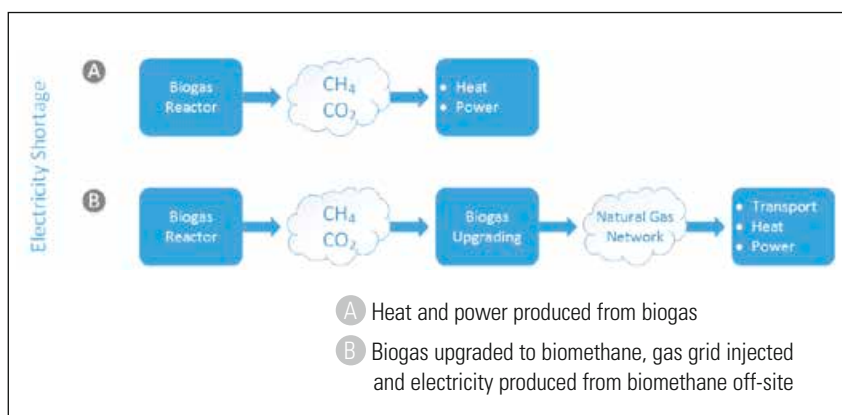 Electricity Shortage
A
Biogas
Reactor
CH₄
CO₂
• Heat
• Power
B
Biogas
Reactor
CH₄
CO₂
Biogas
Upgrading
Natural Gas
Network
• Transport
• Heat
• Power
A Heat and power produced from biogas
B Biogas upgraded to biomethane, gas grid injected
and electricity produced from biomethane off-site